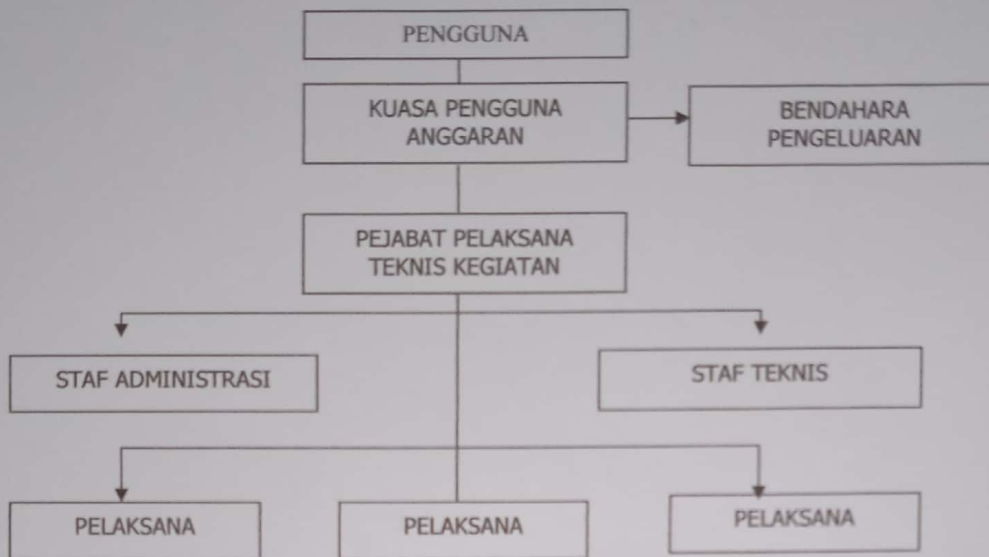 PENGGUNA
KUASA PENGGUNA
ANGGARAN
BENDAHARA
PENGELUARAN
PEJABAT PELAKSANA
TEKNIS KEGIATAN
STAF ADMINISTRASI
STAF TEKNIS
PELAKSANA
PELAKSANA
PELAKSANA